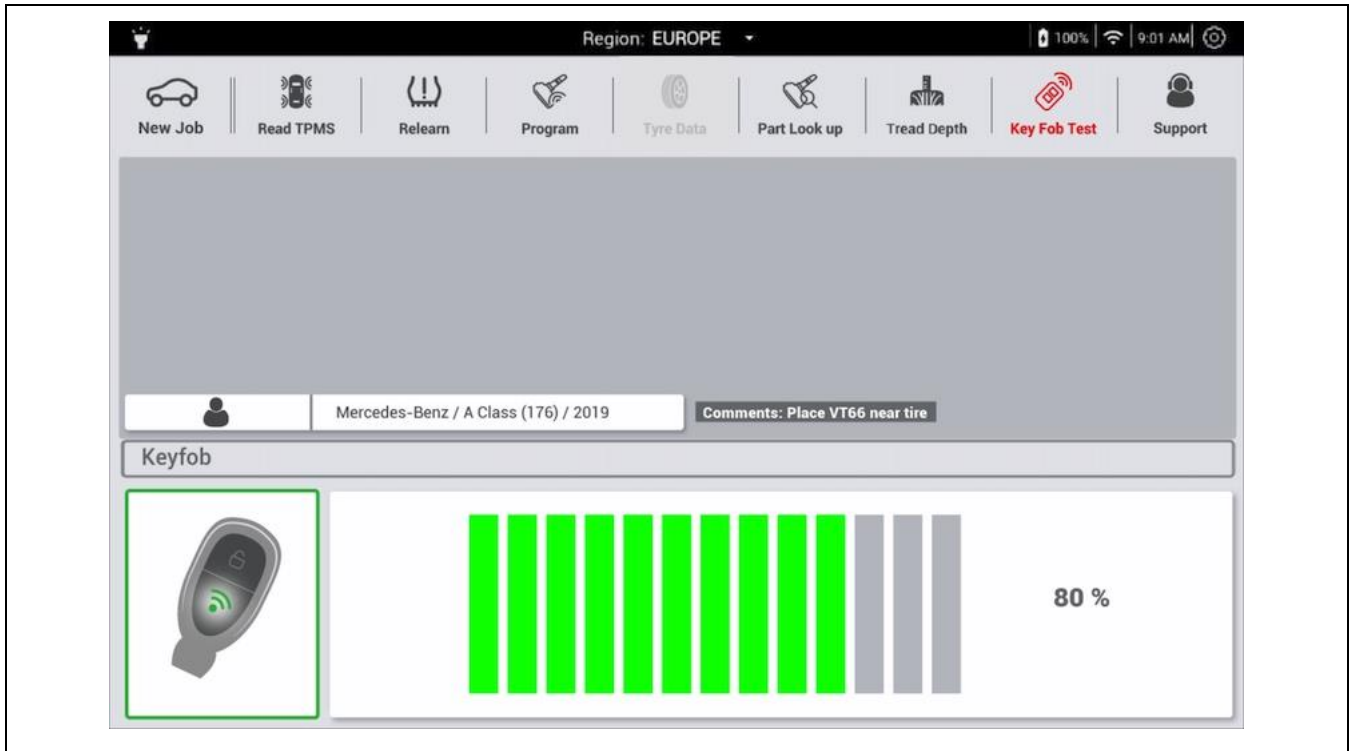 Region: EUROPE 100% 9:01 AM
New Job Read TPMS Relearn Program Tyre Data Part Look up Tread Depth Key Fob Test Support
Mercedes-Benz / A Class (176) / 2019 Comments: Place VT66 near tire
Keyfob
80 %